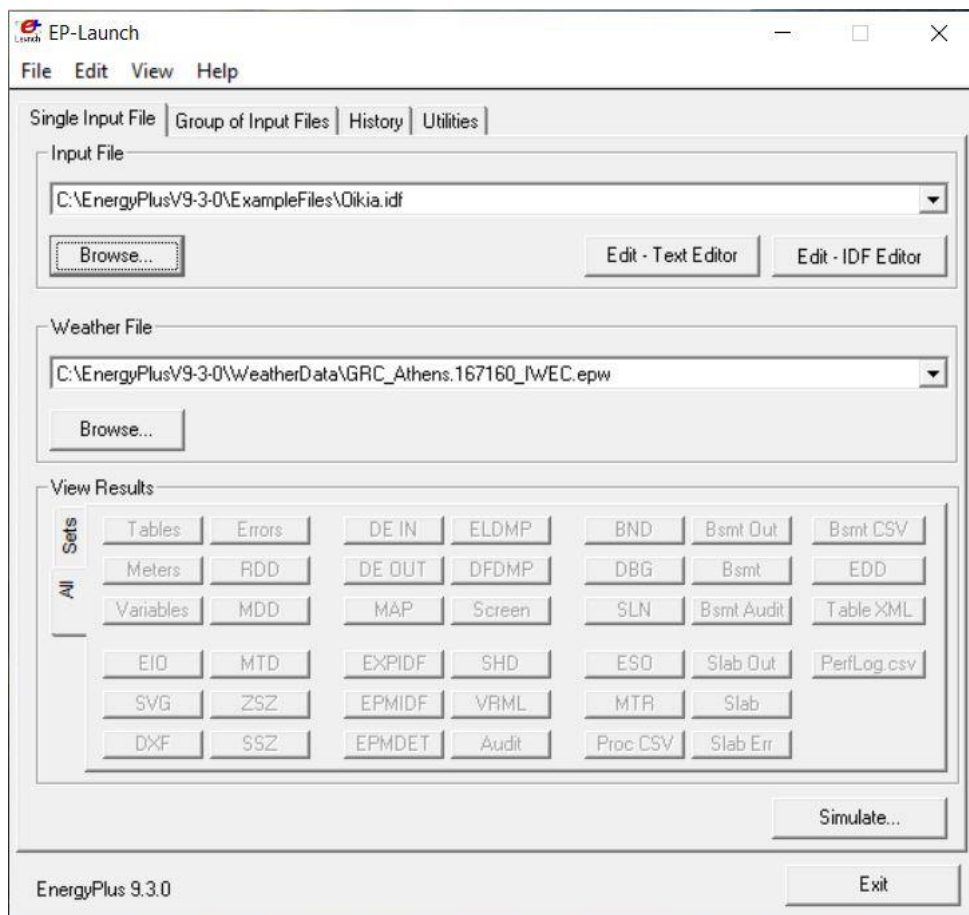 EP-Launch
File Edit View Help
Single Input File Group of Input Files History Utilities
Input File
C:\EnergyPlusV9-3-0\ExampleFiles\Oikia.idf
Browse... Edit - Text Editor Edit - IDF Editor
Weather File
C:\EnergyPlusV9-3-0\WeatherData\GRC_Athens.167160_IWEC.epw
Browse...
View Results
Sets
All
Tables Errors DE IN ELDMP BND Bsmt Out Bsmt CSV
Meters RDD DE OUT DFDMP DBG Bsmt EDD
Variables MDD MAP Screen SLN Bsmt Audit Table XML
EIO MTD EXPIDF SHD ESO Slab Out PerfLog.csv
SVG ZSZ EPMIDF VRML MTR Slab
DXF SSZ EPMDET Audit Proc CSV Slab Err
Simulate...
EnergyPlus 9.3.0 Exit